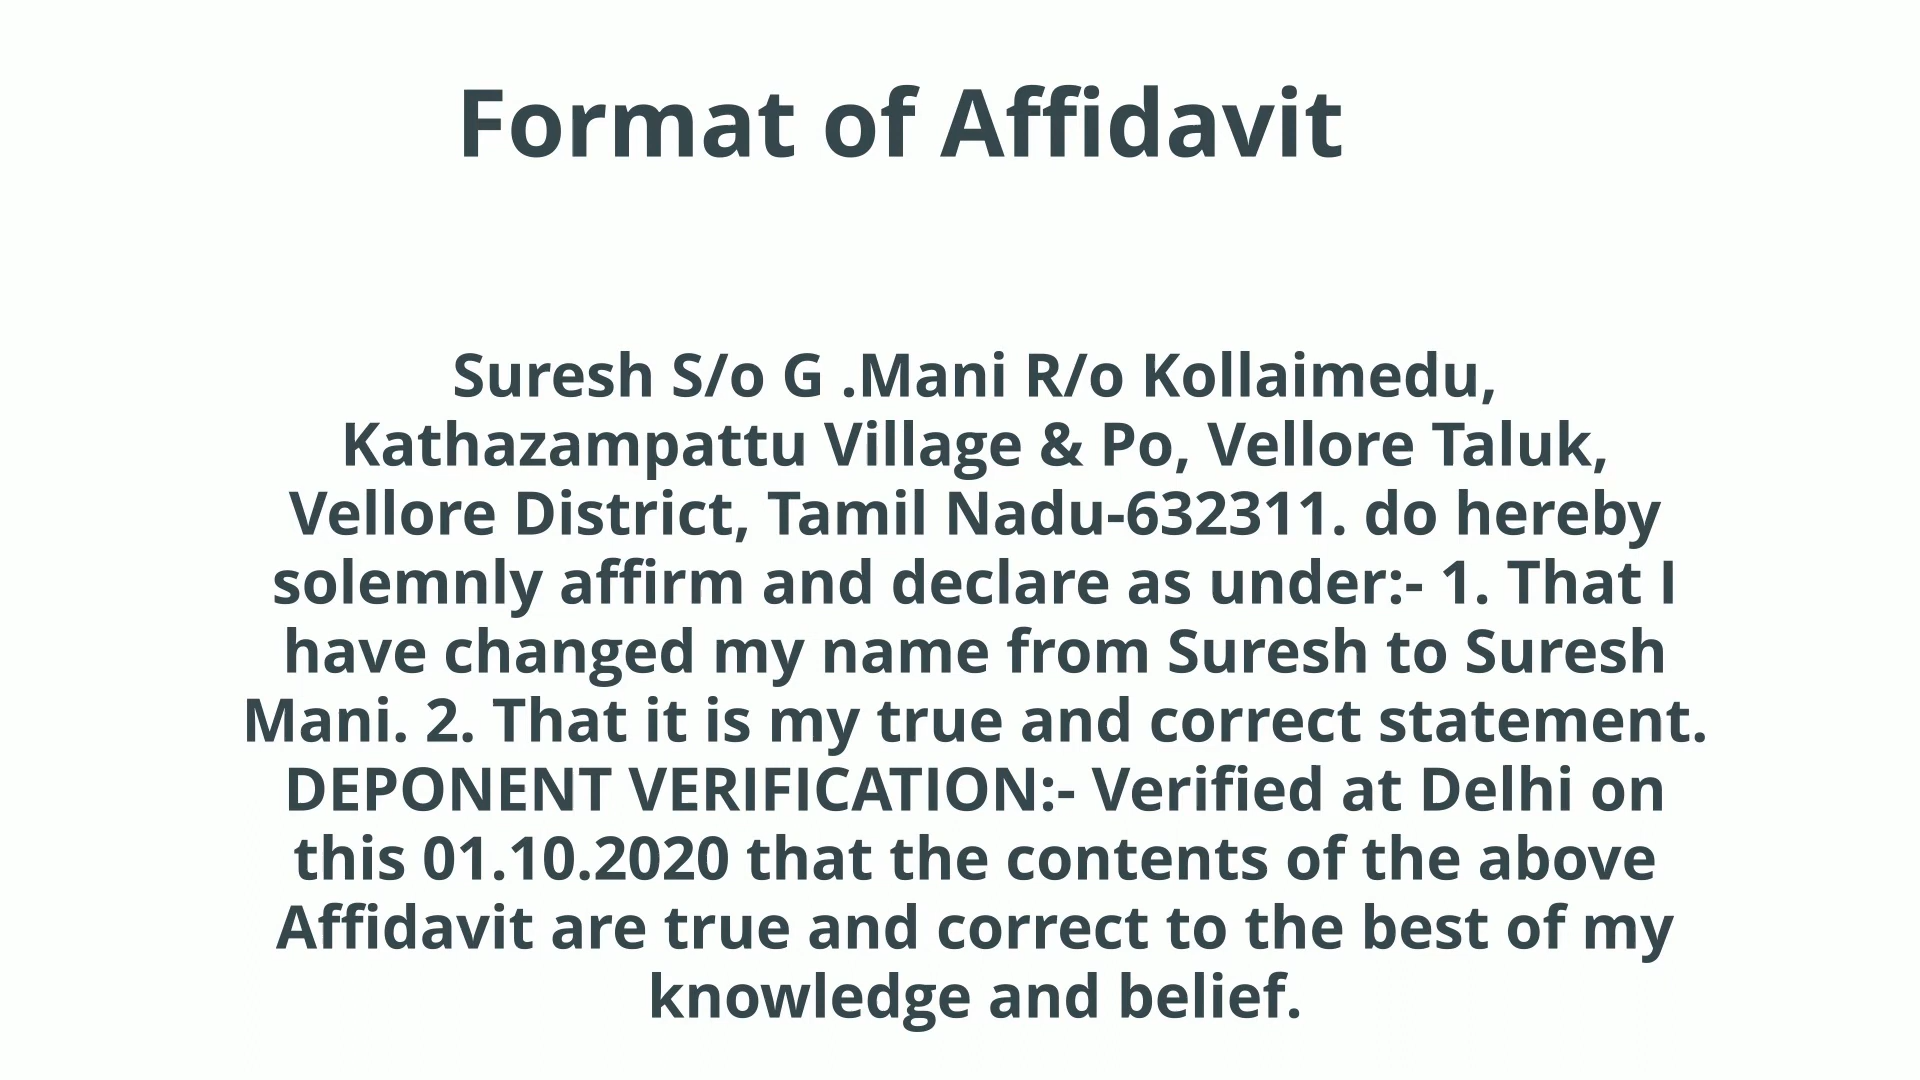 Format of Affidavit
Suresh S/o G .Mani R/o Kollaimedu,
Kathazampattu Village & Po, Vellore Taluk,
Vellore District, Tamil Nadu-632311. do hereby
solemnly affirm and declare as under:- 1. That I
have changed my name from Suresh to Suresh
Mani. 2. That it is my true and correct statement.
DEPONENT VERIFICATION:- Verified at Delhi on
this 01.10.2020 that the contents of the above
Affidavit are true and correct to the best of my
knowledge and belief.